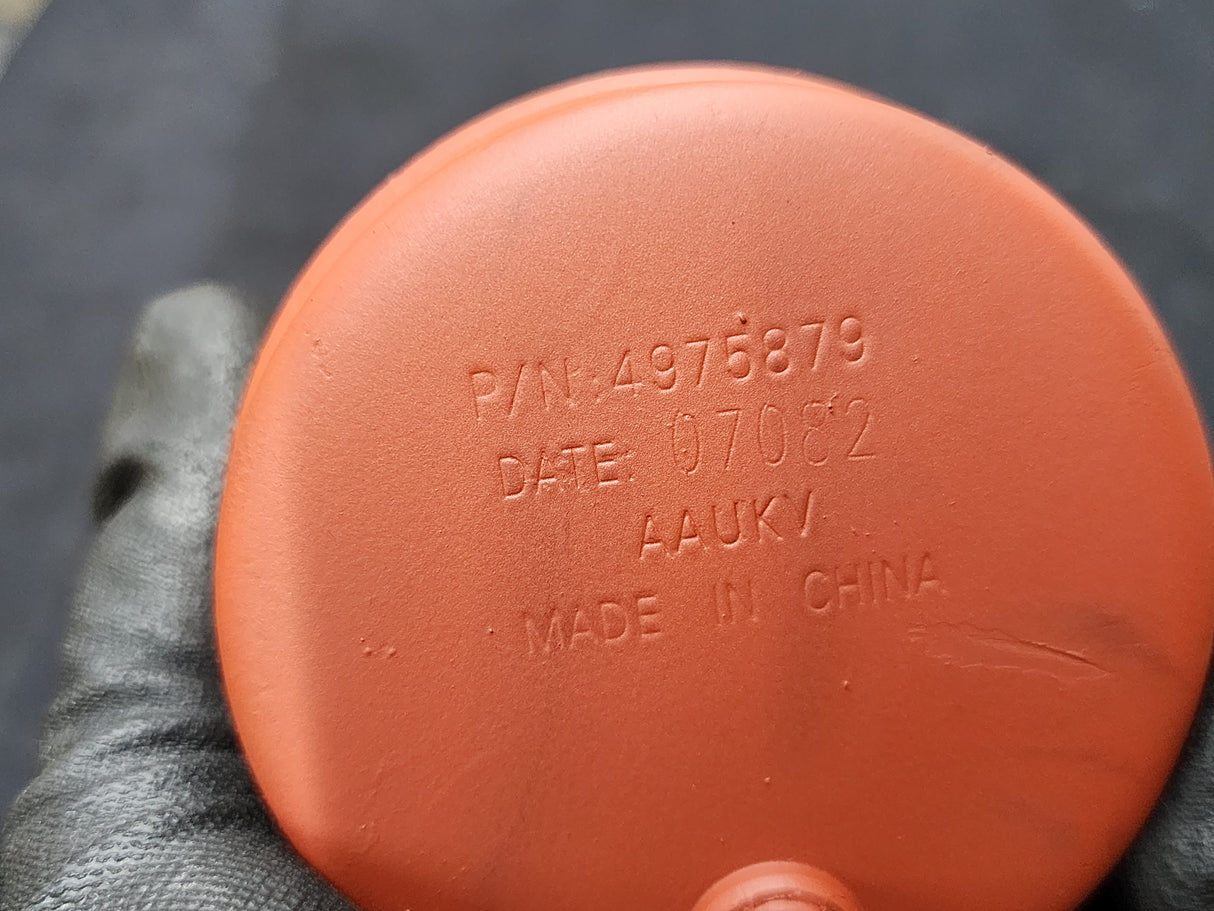 P/N:4975879
DATE: 07082
AAUKV
MADE IN CHINA